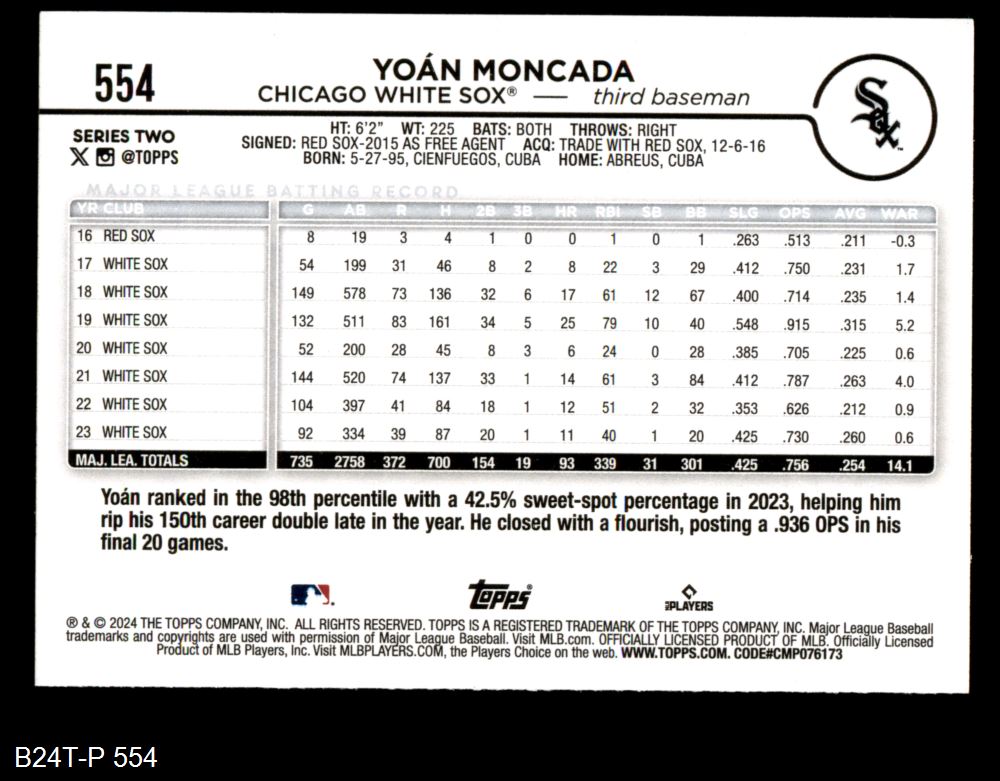 554
YOÁN MONCADA
CHICAGO WHITE SOX® — third baseman
Sox
™
SERIES TWO
X @TOPPS
HT: 6'2" WT: 225 BATS: BOTH THROWS: RIGHT
SIGNED: RED SOX-2015 AS FREE AGENT ACQ: TRADE WITH RED SOX, 12-6-16
BORN: 5-27-95, CIENFUEGOS, CUBA HOME: ABREUS, CUBA
MAJOR LEAGUE BATTING RECORD
YR CLUB G AB R H 2B 3B HR RBI SB BB SLG OPS AVG WAR
16 RED SOX 8 19 3 4 1 0 0 1 0 1 .263 .513 .211 -0.3
17 WHITE SOX 54 199 31 46 8 2 8 22 3 29 .412 .750 .231 1.7
18 WHITE SOX 149 578 73 136 32 6 17 61 12 67 .400 .714 .235 1.4
19 WHITE SOX 132 511 83 161 34 5 25 79 10 40 .548 .915 .315 5.2
20 WHITE SOX 52 200 28 45 8 3 6 24 0 28 .385 .705 .225 0.6
21 WHITE SOX 144 520 74 137 33 1 14 61 3 84 .412 .787 .263 4.0
22 WHITE SOX 104 397 41 84 18 1 12 51 2 32 .353 .626 .212 0.9
23 WHITE SOX 92 334 39 87 20 1 11 40 1 20 .425 .730 .260 0.6
MAJ. LEA. TOTALS 735 2758 372 700 154 19 93 339 31 301 .425 .756 .254 14.1
Yoán ranked in the 98th percentile with a 42.5% sweet-spot percentage in 2023, helping him
rip his 150th career double late in the year. He closed with a flourish, posting a .936 OPS in his
final 20 games.
Topps®
PLAYERS
® & © 2024 THE TOPPS COMPANY, INC. ALL RIGHTS RESERVED. TOPPS IS A REGISTERED TRADEMARK OF THE TOPPS COMPANY, INC. Major League Baseball
trademarks and copyrights are used with permission of Major League Baseball. Visit MLB.com. OFFICIALLY LICENSED PRODUCT OF MLB. Officially Licensed
Product of MLB Players, Inc. Visit MLBPLAYERS.COM, the Players Choice on the web. WWW.TOPPS.COM. CODE#CMP076173
B24T-P 554